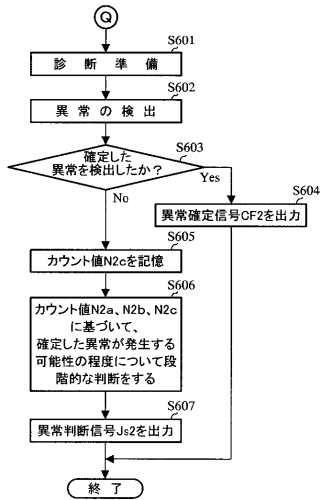 Q
S601
診断準備
S602
異常の検出
S603
確定した
異常を検出したか？
Yes
No
S604
異常確定信号CF2を出力
S605
カウント値N2cを記憶
S606
カウント値N2a、N2b、N2c
に基づいて、
確定した異常が発生する
可能性の程度について段
階的な判断をする
S607
異常判断信号Js2を出力
終了